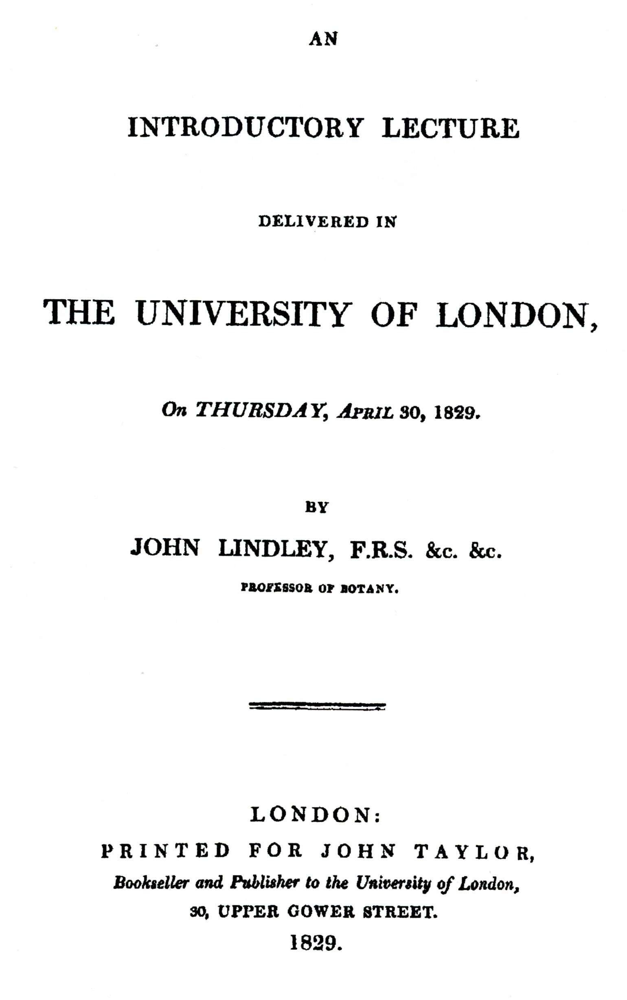 AN
INTRODUCTORY LECTURE
DELIVERED IN
THE UNIVERSITY OF LONDON,
On THURSDAY, APRIL 30, 1829.
BY
JOHN LINDLEY, F.R.S. &c. &c.
PROFESSOR OF BOTANY.
LONDON:
PRINTED FOR JOHN TAYLOR,
Bookseller and Publisher to the University of London,
30, UPPER GOWER STREET.
1829.